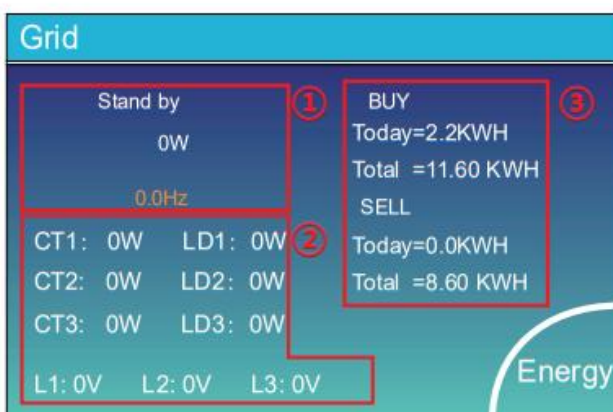 Grid
Stand by
0W
0.0Hz
①
CT1: 0W LD1: 0W
CT2: 0W LD2: 0W
CT3: 0W LD3: 0W
L1: 0V L2: 0V L3: 0V
②
BUY
Today=2.2KWH
Total =11.60 KWH
SELL
Today=0.0KWH
Total =8.60 KWH
③
Energy